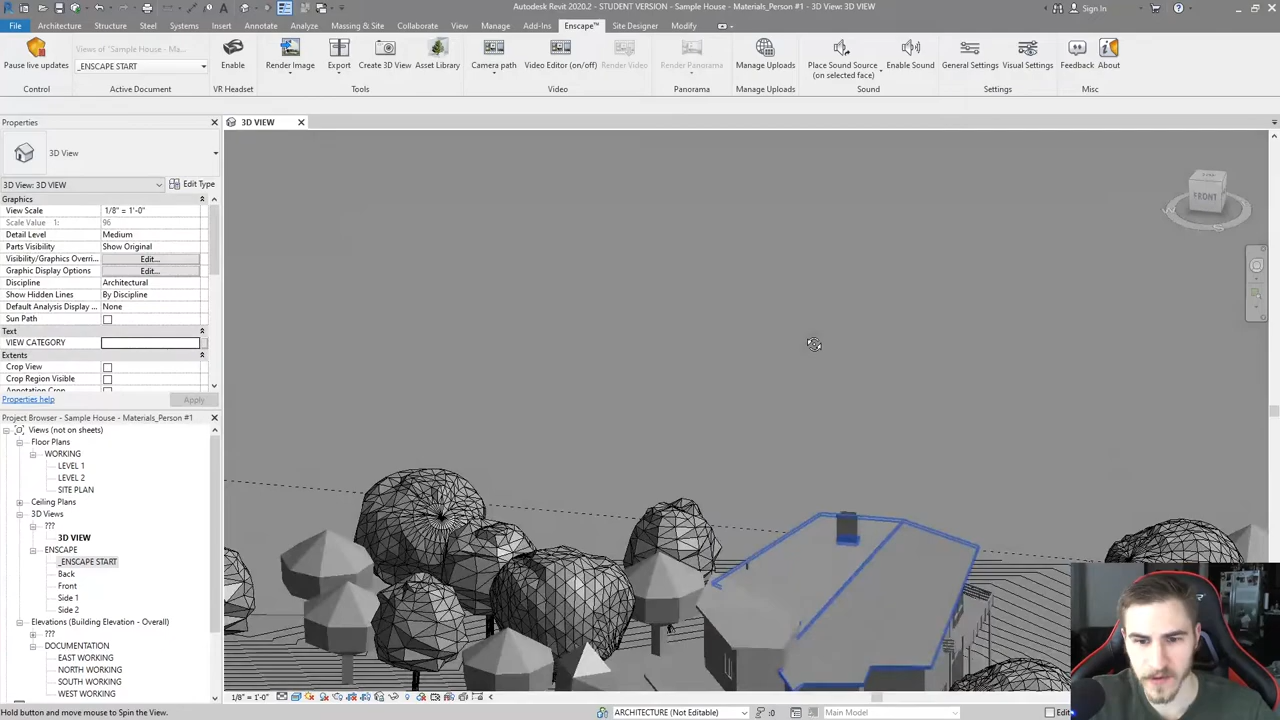 Autodesk Revit 2020.2 - STUDENT VERSION - Sample House - Materials_Person #1 - 3D View: 3D VIEW
Sign In
File Architecture Structure Steel Systems Insert Annotate Analyze Massing & Site Collaborate View Manage Add-Ins Enscape™ Site Designer Modify
Pause live updates
Views of "Sample House - Ma...
_ENSCAPE START
Enable
Render Image
Export
Create 3D View
Asset Library
Camera path
Video Editor (on/off)
Render Video
Render Panorama
Manage Uploads
Place Sound Source
(on selected face)
Enable Sound
General Settings
Visual Settings
Feedback
About
Control
Active Document
VR Headset
Tools
Video
Panorama
Manage Uploads
Sound
Settings
Misc
Properties
3D VIEW
3D View
3D View: 3D VIEW
Edit Type
Graphics
View Scale 1/8" = 1'-0"
Scale Value 1: 96
Detail Level Medium
Parts Visibility Show Original
Visibility/Graphics Overri... Edit...
Graphic Display Options Edit...
Discipline Architectural
Show Hidden Lines By Discipline
Default Analysis Display ... None
Sun Path
Text
VIEW CATEGORY
Extents
Crop View
Crop Region Visible
Annotation Crop
Properties help
Apply
Project Browser - Sample House - Materials_Person #1
Views (not on sheets)
Floor Plans
WORKING
LEVEL 1
LEVEL 2
SITE PLAN
Ceiling Plans
3D Views
???
3D VIEW
ENSCAPE
_ENSCAPE START
Back
Front
Side 1
Side 2
Elevations (Building Elevation - Overall)
???
DOCUMENTATION
EAST WORKING
NORTH WORKING
SOUTH WORKING
WEST WORKING
FRONT
W
S
1/8" = 1'-0"
Hold button and move mouse to Spin the View.
ARCHITECTURE (Not Editable)
:0
Main Model
Edit